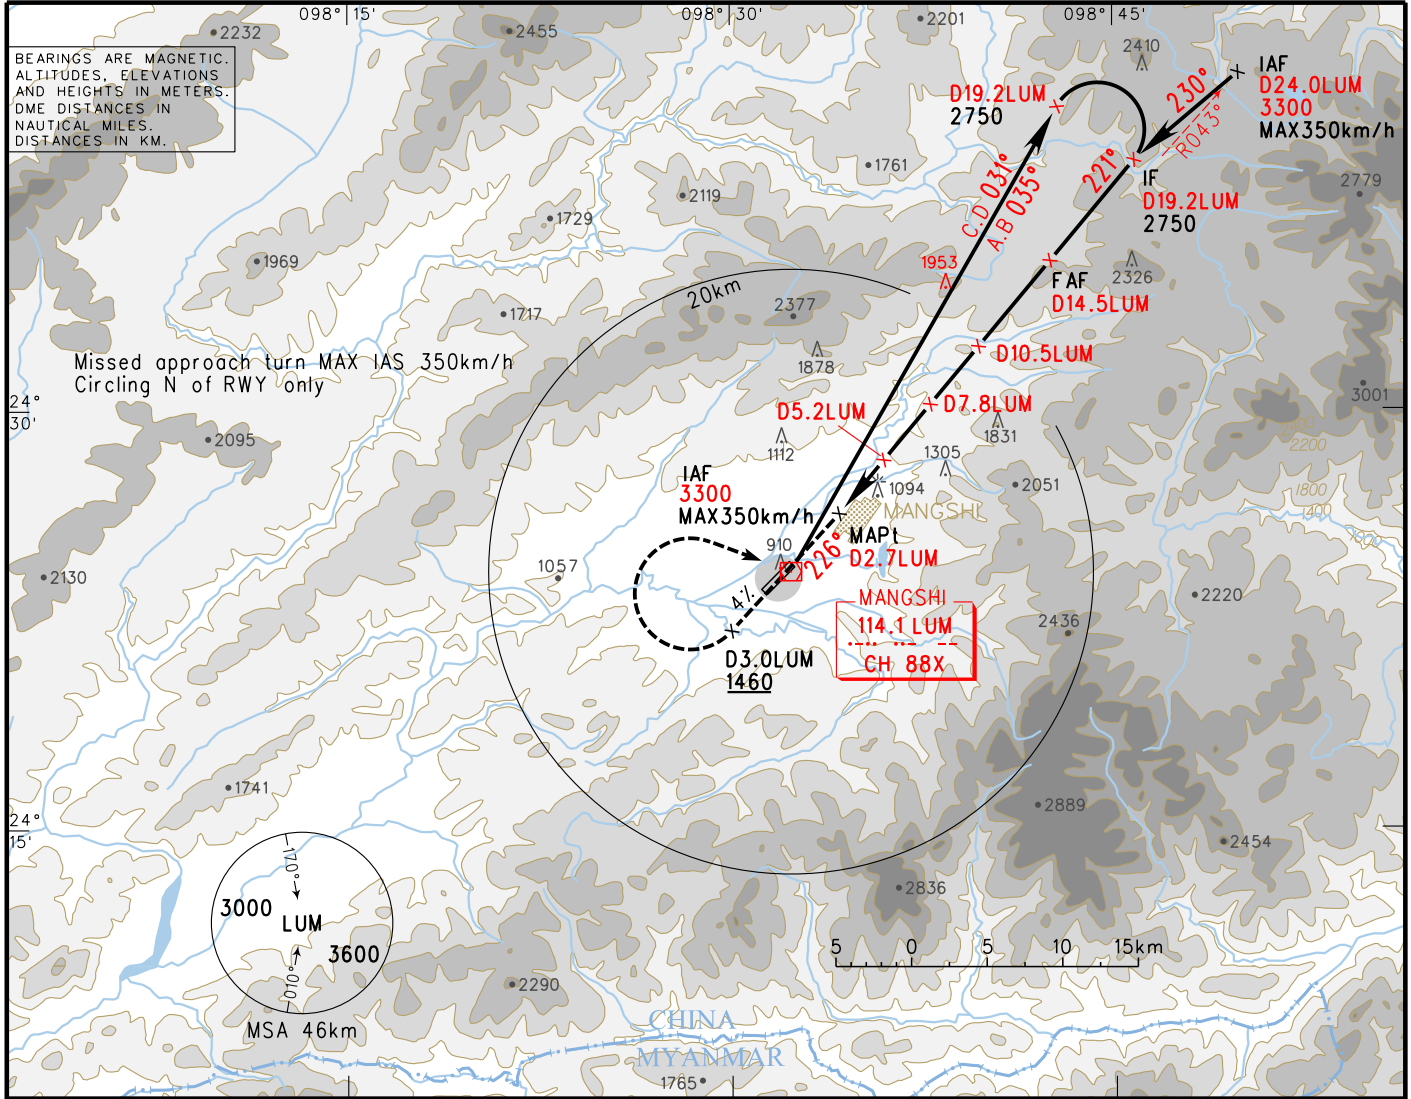 098° 15'
098° 30'
098° 45'
2232
2455
2201
2410
BEARINGS ARE MAGNETIC.
ALTITUDES, ELEVATIONS
AND HEIGHTS IN METERS.
DME DISTANCES IN
NAUTICAL MILES.
DISTANCES IN KM.
IAF
D24.0LUM
3300
MAX350km/h
230°
R043°
D19.2LUM
2750
1761
221°
IF
D19.2LUM
2750
2779
2119
1729
C.D 031°
A.B 035°
1969
1953
2326
FAF
D14.5LUM
20km
2377
1717
Missed approach turn MAX IAS 350km/h
Circling N of RWY only
1878
D10.5LUM
3001
24°
30'
D5.2LUM
D7.8LUM
1831
2095
1112
1305
2200
IAF
3300
MAX350km/h
1094
2051
1800
1400
MANGSHI
MAPt
D2.7LUM
910
226°
1057
2130
4%
MANGSHI
114.1 LUM
CH 88X
2220
2436
D3.0LUM
1460
1741
2889
24°
15'
2454
170°
3000
LUM
3600
010°
MSA 46km
2836
5 0 5 10 15km
2290
CHINA
MYANMAR
1765